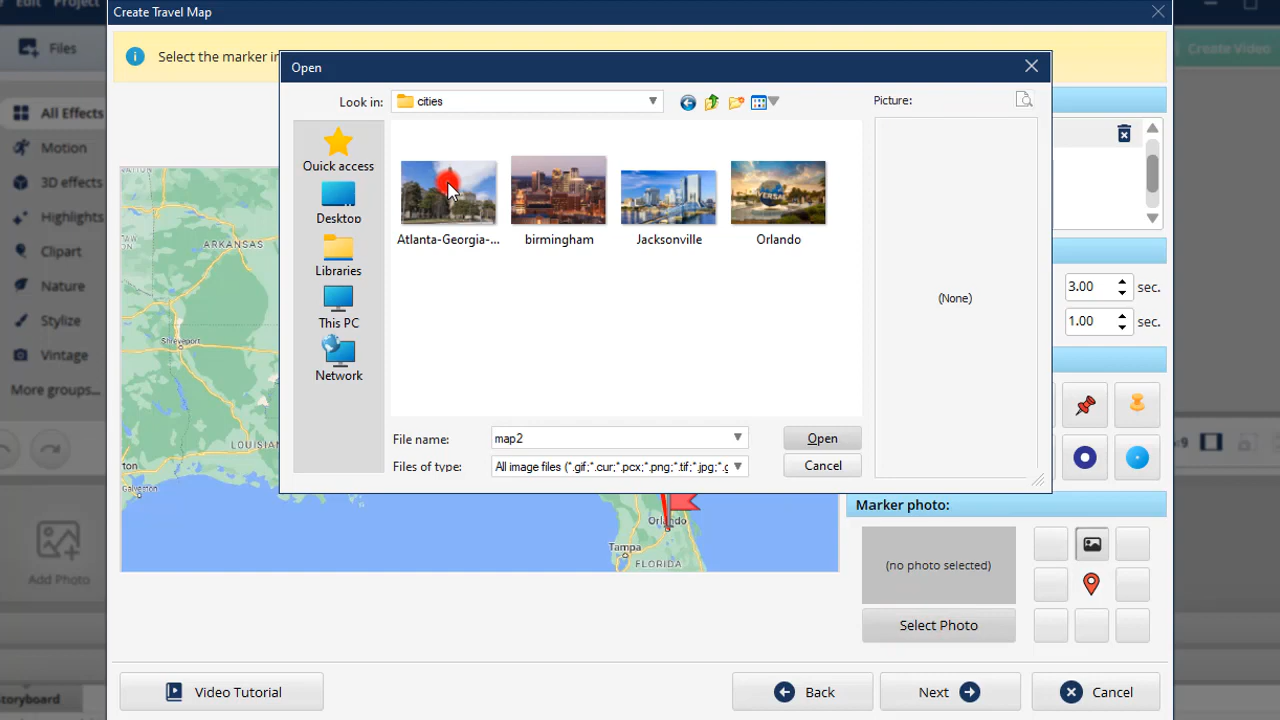 Edit Project
Create Travel Map
Files
Select the marker in
Create Video
Open
Look in:
cities
Picture:
All Effects
Motion
3D effects
Highlights
Clipart
Nature
Stylize
Vintage
More groups...
Quick access
Desktop
Libraries
This PC
Network
Atlanta-Georgia-...
birmingham
Jacksonville
Orlando
UNIVERSAL
(None)
3.00
sec.
1.00
sec.
ARKANSAS
Shreveport
LOUISIAN
ton
Galveston
File name:
map2
Open
Files of type:
All image files (*.gif;*.cur;*.pcx;*.png;*.tif;*.jpg;*.g
Cancel
Orlando
Tampa
FLORIDA
Marker photo:
(no photo selected)
Select Photo
Add Photo
Video Tutorial
Back
Next
Cancel
toryboard